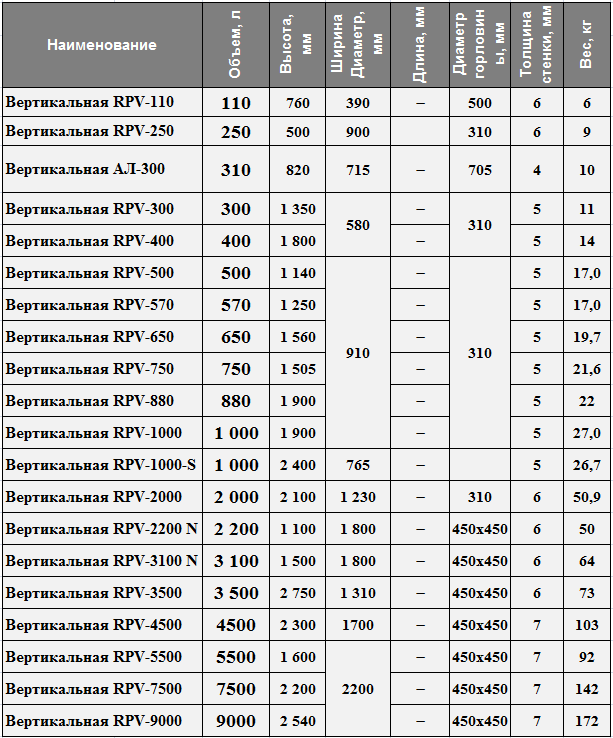 Наименование Объем, л Высота, мм Ширина Диаметр, мм Длина, мм Диаметр горловин ы, мм Толщина стенки, мм Вес, кг
Вертикальная RPV-110 110 760 390 – 500 6 6
Вертикальная RPV-250 250 500 900 – 310 6 9
Вертикальная АЛ-300 310 820 715 – 705 4 10
Вертикальная RPV-300 300 1 350 580 – 310 5 11
Вертикальная RPV-400 400 1 800 – 5 14
Вертикальная RPV-500 500 1 140 910 – 310 5 17,0
Вертикальная RPV-570 570 1 250 – 5 17,0
Вертикальная RPV-650 650 1 560 – 5 19,7
Вертикальная RPV-750 750 1 505 – 5 21,6
Вертикальная RPV-880 880 1 900 – 5 22
Вертикальная RPV-1000 1 000 1 900 – 5 27,0
Вертикальная RPV-1000-S 1 000 2 400 765 – 5 26,7
Вертикальная RPV-2000 2 000 2 100 1 230 – 310 6 50,9
Вертикальная RPV-2200 N 2 200 1 100 1 800 – 450х450 6 50
Вертикальная RPV-3100 N 3 100 1 500 1 800 – 450х450 6 64
Вертикальная RPV-3500 3 500 2 750 1 310 – 450х450 6 73
Вертикальная RPV-4500 4500 2 300 1700 – 450х450 7 103
Вертикальная RPV-5500 5500 1 600 2200 – 450х450 7 92
Вертикальная RPV-7500 7500 2 200 – 450х450 7 142
Вертикальная RPV-9000 9000 2 540 – 450х450 7 172